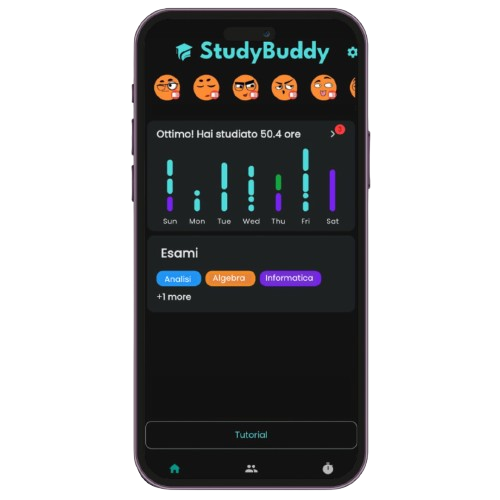 StudyBuddy
Ottimo! Hai studiato 50.4 ore
Sun Mon Tue Wed Thu Fri Sat
Esami
Analisi Algebra Informatica
+1 more
Tutorial